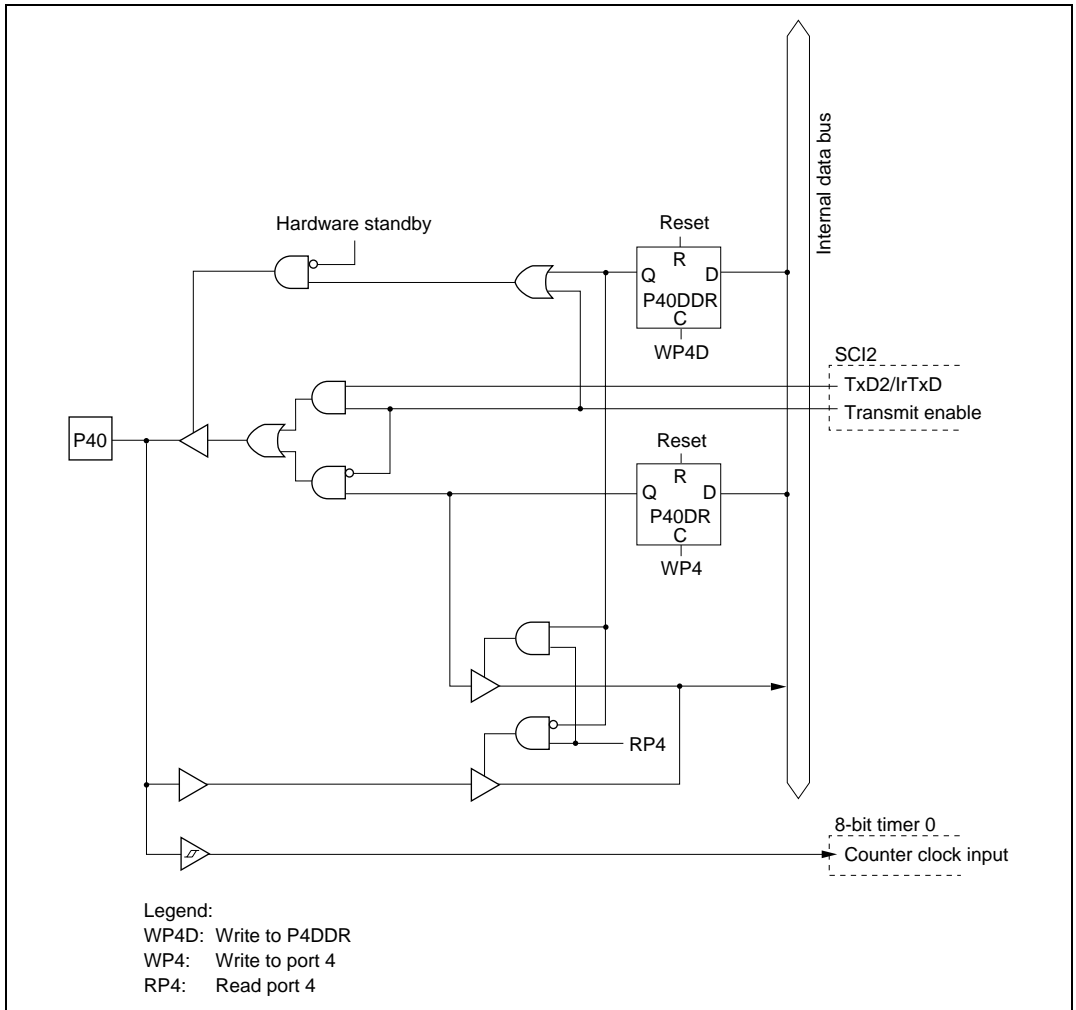 Internal data bus
Hardware standby
Reset
R
Q D
P40DDR
C
WP4D
SCI2
TxD2/IrTxD
Transmit enable
P40
Reset
R
Q D
P40DR
C
WP4
RP4
8-bit timer 0
Counter clock input
Legend:
WP4D: Write to P4DDR
WP4: Write to port 4
RP4: Read port 4